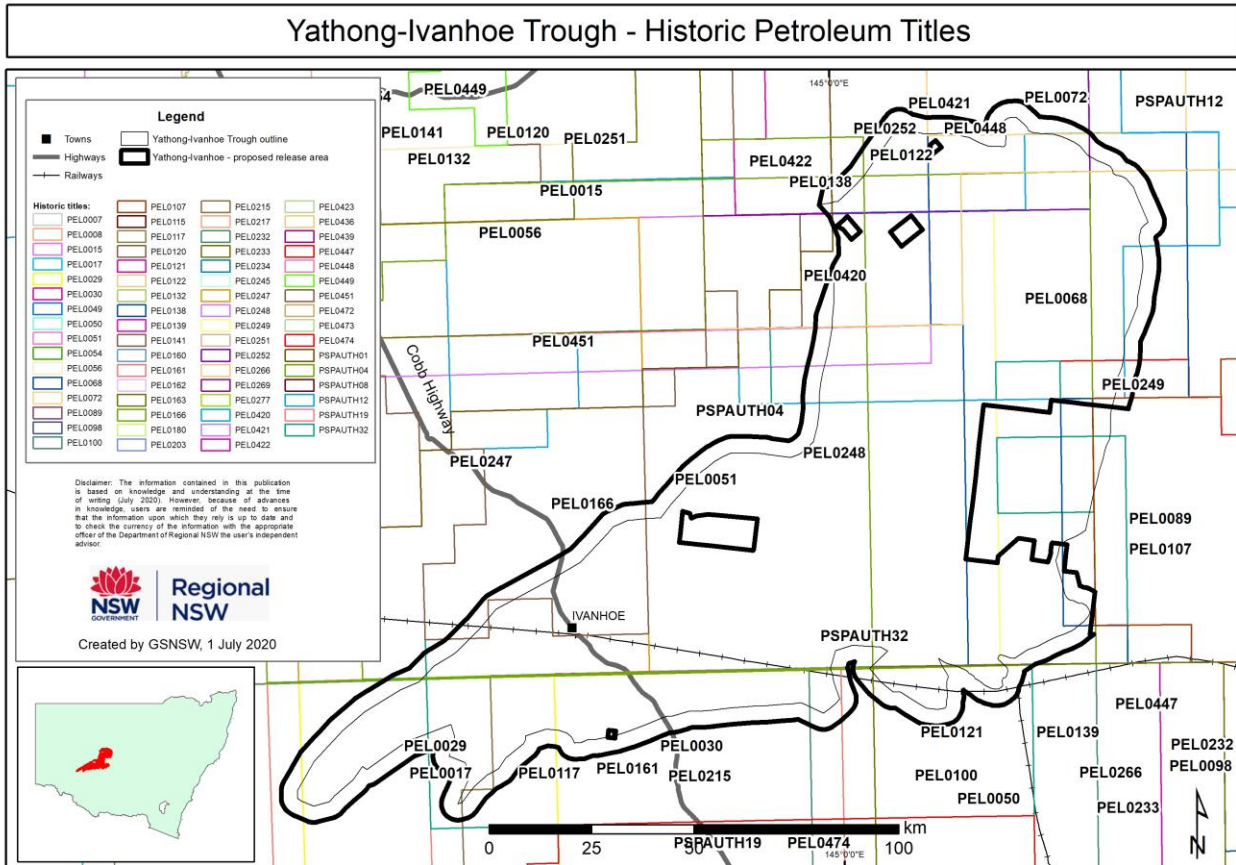 Yathong-Ivanhoe Trough - Historic Petroleum Titles
Legend
Towns
Highways
Railways
Yathong-Ivanhoe Trough outline
Yathong-Ivanhoe - proposed release area
Historic titles:
PEL0007
PEL0008
PEL0015
PEL0017
PEL0029
PEL0030
PEL0049
PEL0050
PEL0051
PEL0054
PEL0056
PEL0068
PEL0072
PEL0089
PEL0098
PEL0100
PEL0107
PEL0115
PEL0117
PEL0120
PEL0121
PEL0122
PEL0132
PEL0138
PEL0139
PEL0141
PEL0160
PEL0161
PEL0162
PEL0163
PEL0166
PEL0180
PEL0203
PEL0215
PEL0217
PEL0232
PEL0233
PEL0234
PEL0245
PEL0247
PEL0248
PEL0249
PEL0251
PEL0252
PEL0266
PEL0269
PEL0277
PEL0420
PEL0421
PEL0422
PEL0423
PEL0436
PEL0439
PEL0447
PEL0448
PEL0449
PEL0451
PEL0472
PEL0473
PEL0474
PSPAUTH01
PSPAUTH04
PSPAUTH08
PSPAUTH12
PSPAUTH19
PSPAUTH32
Disclaimer: The information contained in this publication
is based on knowledge and understanding at the time
of writing (July 2020). However, because of advances
in knowledge, users are reminded of the need to ensure
that the information upon which they rely is up to date and
to check the currency of the information with the appropriate
officer of the Department of Regional NSW the user's independent
advisor.
NSW
GOVERNMENT
Regional
NSW
Created by GSNSW, 1 July 2020
145°0'0"E
4
PEL0449
PEL0141
PEL0120
PEL0251
PEL0132
PEL0015
PEL0056
PEL0422
PEL0138
PEL0252
PEL0421
PEL0448
PEL0122
PEL0072
PSPAUTH12
PEL0420
PEL0068
PEL0451
Cobb Highway
PSPAUTH04
PEL0249
PEL0248
PEL0247
PEL0051
PEL0166
PEL0089
PEL0107
IVANHOE
PSPAUTH32
PEL0029
PEL0017
PEL0117
PEL0161
PEL0030
PEL0215
PEL0121
PEL0139
PEL0447
PEL0232
PEL0098
PEL0100
PEL0266
PEL0050
PEL0233
0 25 50 100 km
PSPAUTH19
PEL0474
145°0'0"E
N